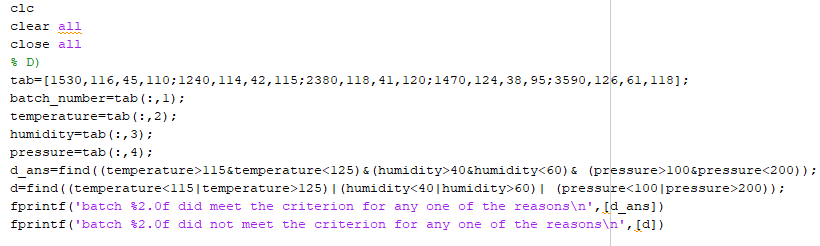 clc
clear all
close all
% D)
tab=[1530,116,45,110;1240,114,42,115;2380,118,41,120;1470,124,38,95;3590,126,61,118];
batch_number=tab(:,1);
temperature=tab(:,2);
humidity=tab(:,3);
pressure=tab(:,4);
d_ans=find((temperature>115&temperature<125)&(humidity>40&humidity<60)& (pressure>100&pressure<200));
d=find((temperature<115|temperature>125)|(humidity<40|humidity>60)| (pressure<100|pressure>200));
fprintf('batch %2.0f did meet the criterion for any one of the reasons\n',[d_ans])
fprintf('batch %2.0f did not meet the criterion for any one of the reasons\n',[d])